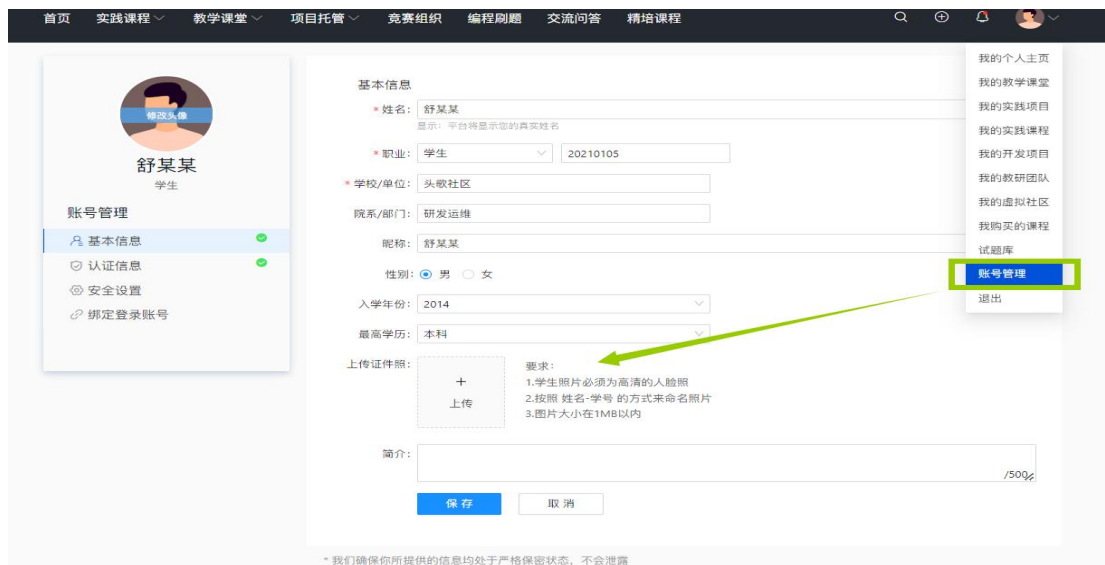 首页 实践课程 教学课堂 项目托管 竞赛组织 编程刷题 交流问答 精培课程
我的个人主页
我的教学课堂
我的实践项目
我的实践课程
我的开发项目
我的教研团队
我的虚拟社区
我购买的课程
试题库
账号管理
退出
修改头像
舒某某
学生
账号管理
基本信息
认证信息
安全设置
绑定登录账号
基本信息
* 姓名: 舒某某
显示: 平台将显示您的真实姓名
* 职业: 学生 20210105
* 学校/单位: 头歌社区
院系/部门: 研发运维
昵称: 舒某某
性别: 男 女
入学年份: 2014
最高学历: 本科
上传证件照:
+
上传
要求:
1.学生照片必须为高清的人脸照
2.按照 姓名-学号 的方式来命名照片
3.图片大小在1MB以内
简介:
/500
保存 取消
* 我们确保你所提供的信息均处于严格保密状态，不会泄露